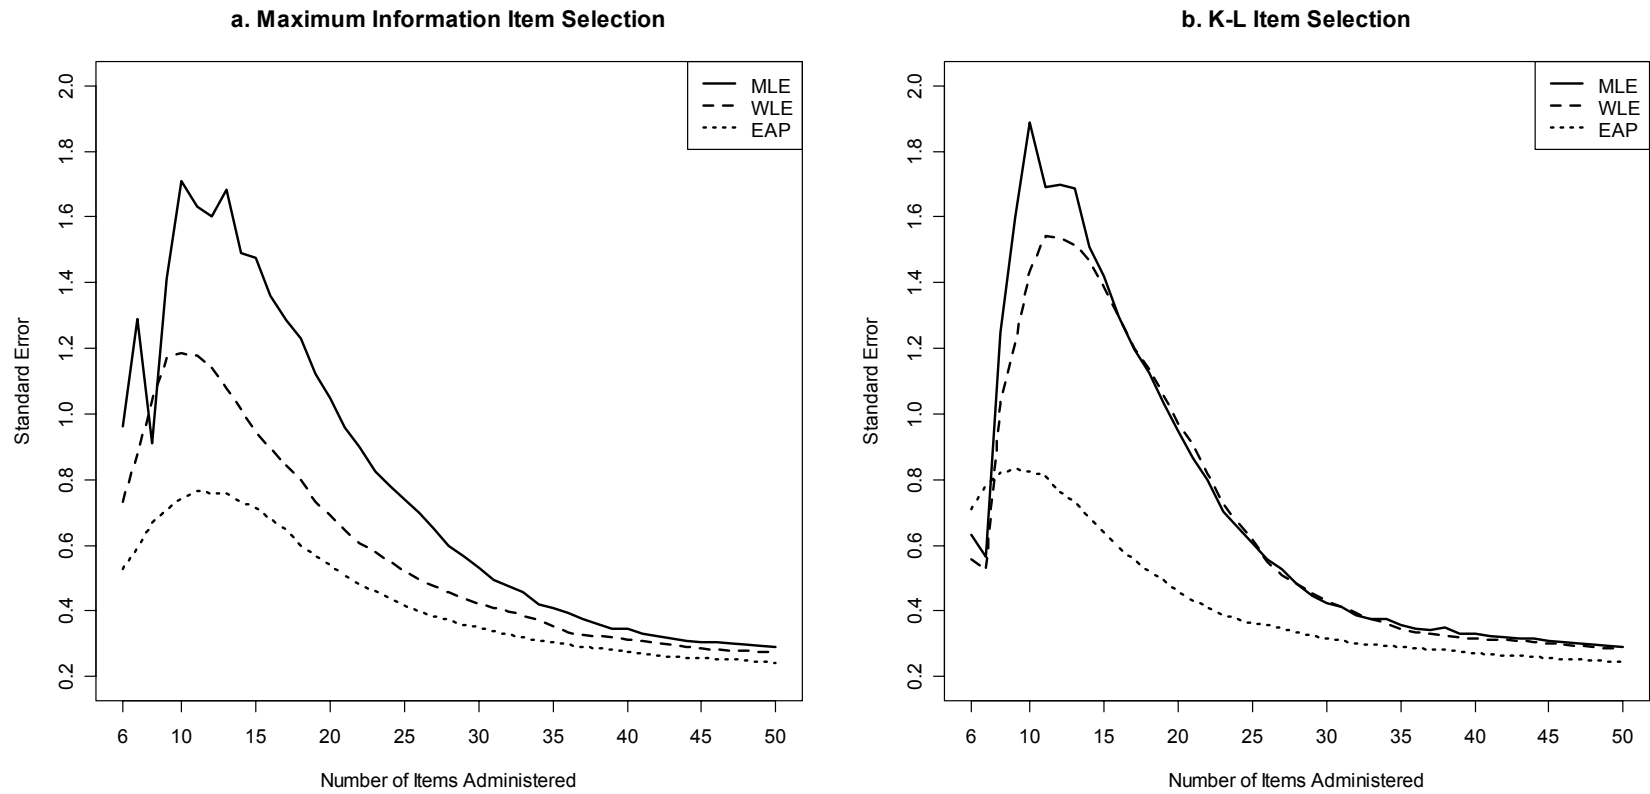 a. Maximum Information Item Selection
MLE
WLE
EAP
2.0
1.8
1.6
1.4
1.2
1.0
0.8
0.6
0.4
0.2
Standard Error
6 10 15 20 25 30 35 40 45 50
Number of Items Administered
b. K-L Item Selection
MLE
WLE
EAP
2.0
1.8
1.6
1.4
1.2
1.0
0.8
0.6
0.4
0.2
Standard Error
6 10 15 20 25 30 35 40 45 50
Number of Items Administered